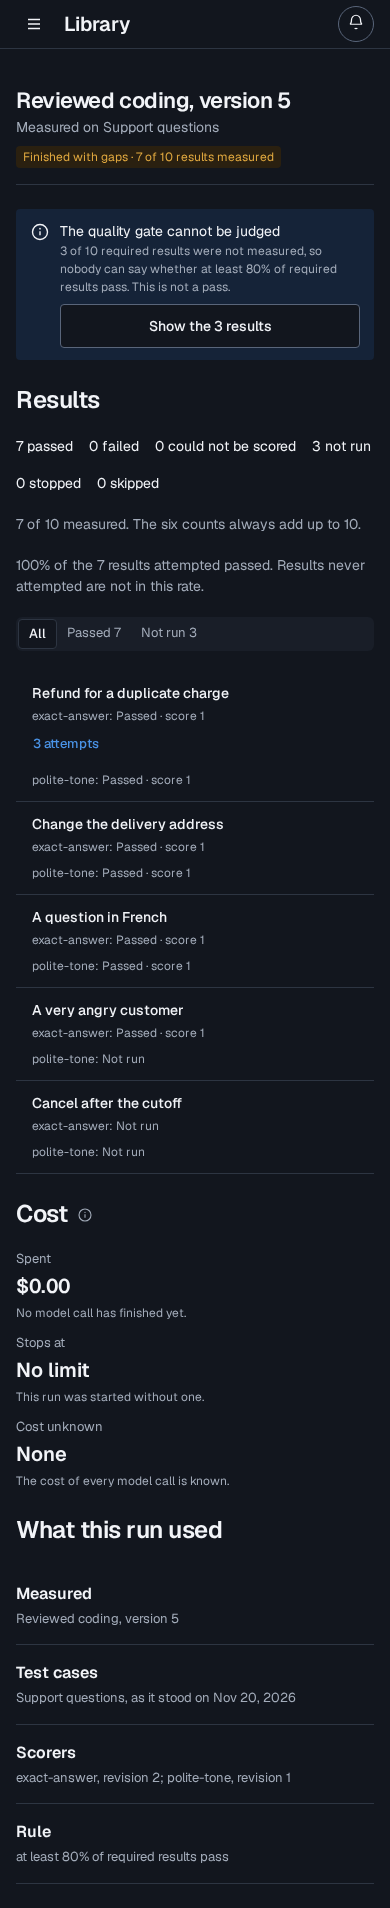 Library
Reviewed coding, version 5
Measured on Support questions
Finished with gaps · 7 of 10 results measured
The quality gate cannot be judged
3 of 10 required results were not measured, so
nobody can say whether at least 80% of required
results pass. This is not a pass.
Show the 3 results
Results
7 passed 0 failed 0 could not be scored 3 not run
0 stopped 0 skipped
7 of 10 measured. The six counts always add up to 10.
100% of the 7 results attempted passed. Results never
attempted are not in this rate.
All Passed 7 Not run 3
Refund for a duplicate charge
exact-answer: Passed · score 1
3 attempts
polite-tone: Passed · score 1
Change the delivery address
exact-answer: Passed · score 1
polite-tone: Passed · score 1
A question in French
exact-answer: Passed · score 1
polite-tone: Passed · score 1
A very angry customer
exact-answer: Passed · score 1
polite-tone: Not run
Cancel after the cutoff
exact-answer: Not run
polite-tone: Not run
Cost
Spent
$0.00
No model call has finished yet.
Stops at
No limit
This run was started without one.
Cost unknown
None
The cost of every model call is known.
What this run used
Measured
Reviewed coding, version 5
Test cases
Support questions, as it stood on Nov 20, 2026
Scorers
exact-answer, revision 2; polite-tone, revision 1
Rule
at least 80% of required results pass